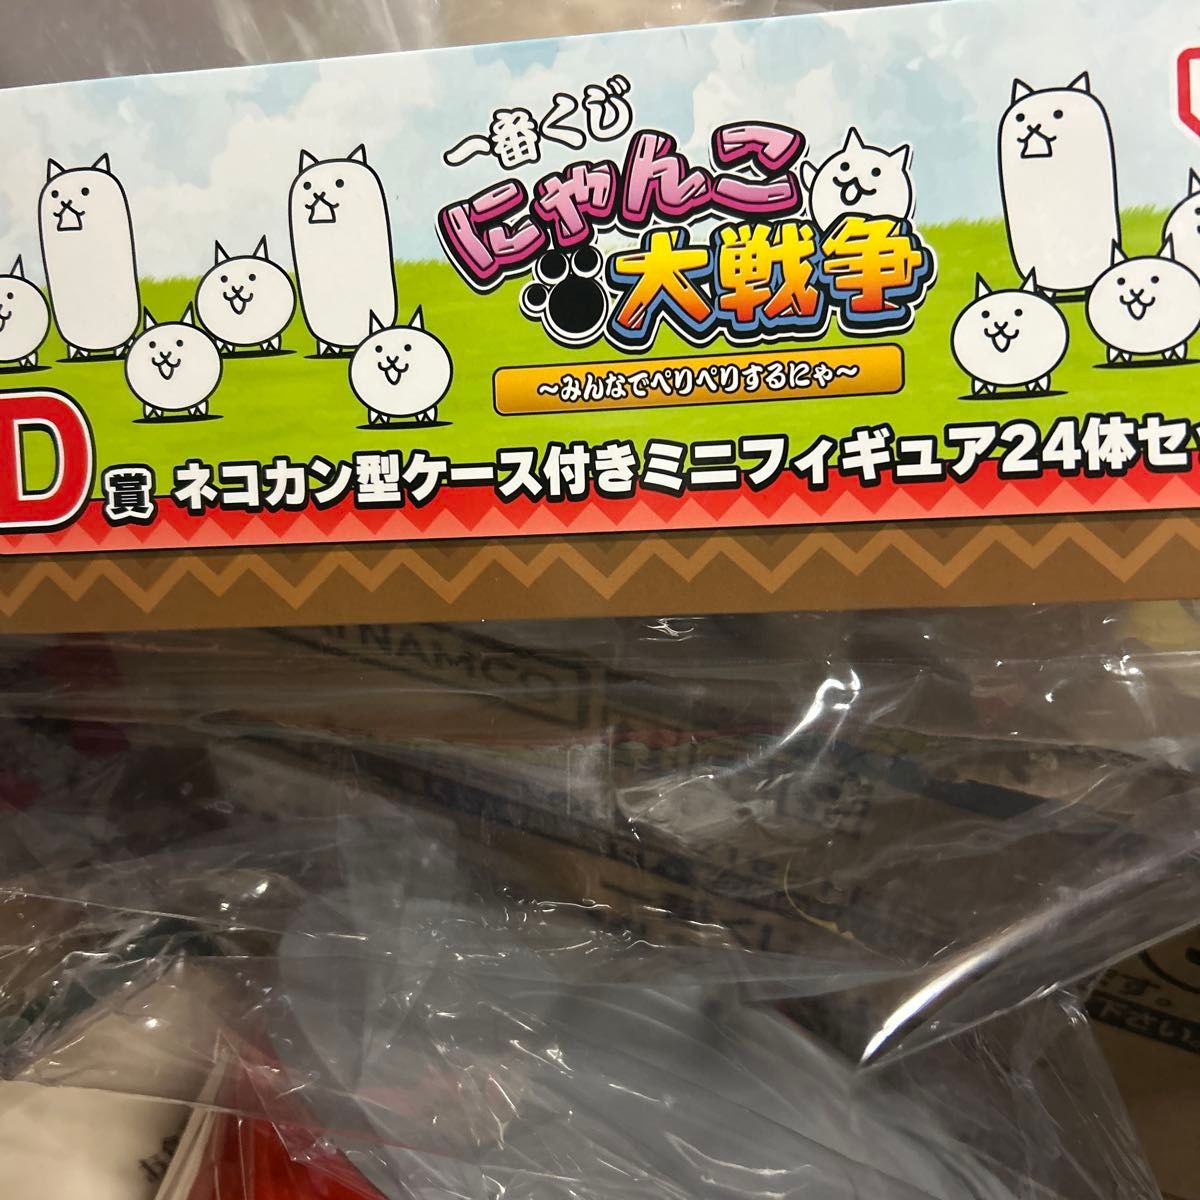 一番くじ
にゃんこ
大戦争
～みんなでぺりぺりするにゃ～
D賞 ネコカン型ケース付きミニフィギュア24体セッ